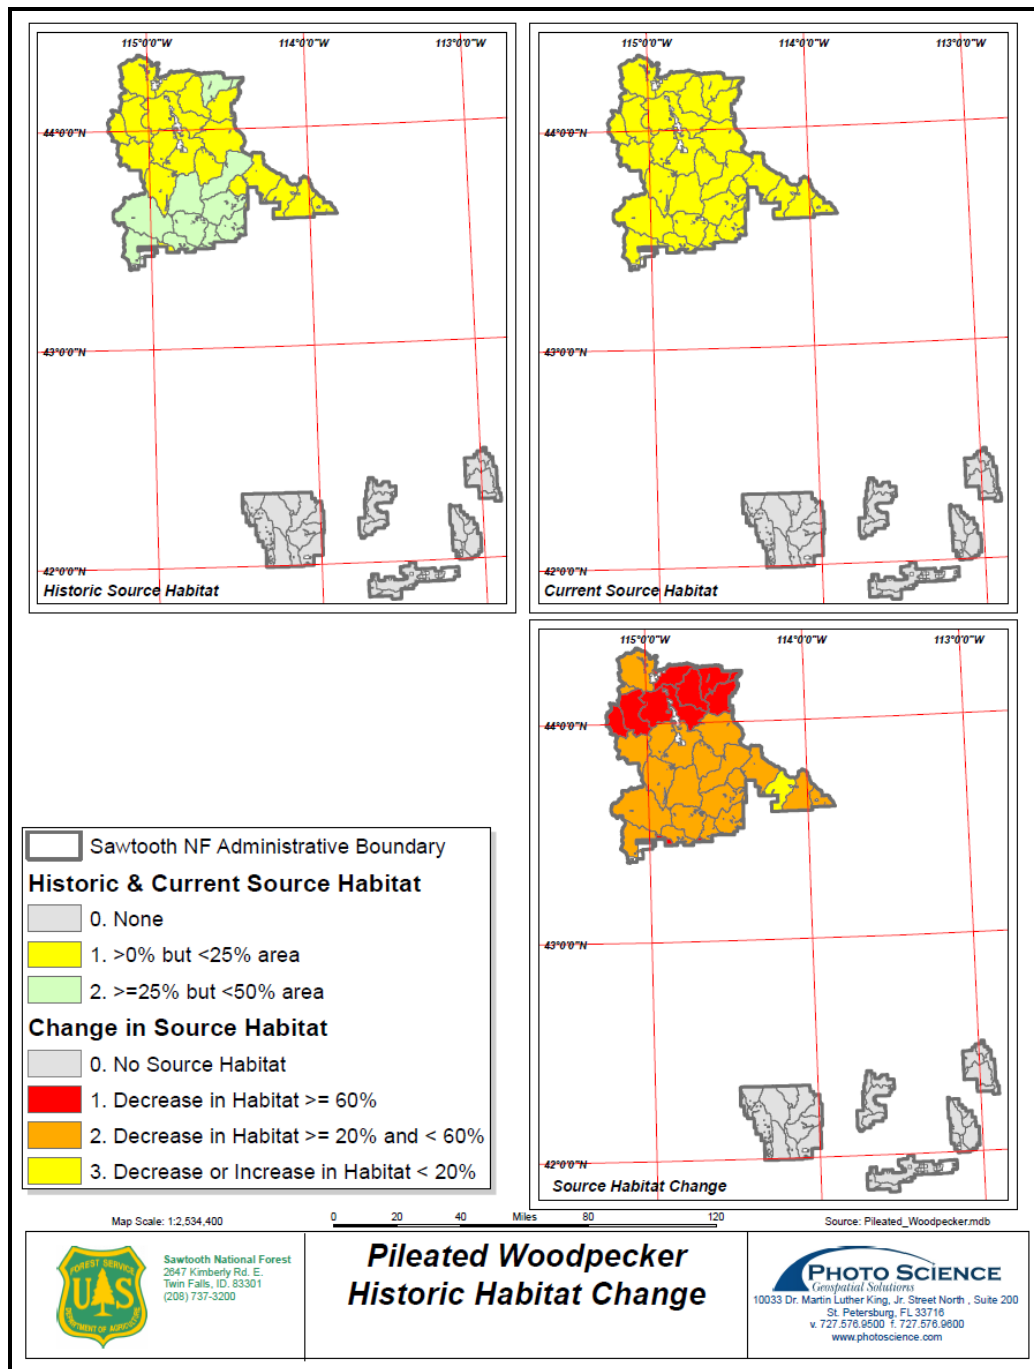 115°0'0"W 114°0'0"W 113°0'0"W
44°0'0"N
43°0'0"N
42°0'0"N
Historic Source Habitat
115°0'0"W 114°0'0"W 113°0'0"W
44°0'0"N
43°0'0"N
42°0'0"N
Current Source Habitat
115°0'0"W 114°0'0"W 113°0'0"W
44°0'0"N
43°0'0"N
42°0'0"N
Source Habitat Change
Sawtooth NF Administrative Boundary
Historic & Current Source Habitat
0. None
1. >0% but <25% area
2. >=25% but <50% area
Change in Source Habitat
0. No Source Habitat
1. Decrease in Habitat >= 60%
2. Decrease in Habitat >= 20% and < 60%
3. Decrease or Increase in Habitat < 20%
Map Scale: 1:2,534,400
0 20 40 Miles 80 120
Source: Pileated_Woodpecker.mdb
FOREST SERVICE
U S
DEPARTMENT OF AGRICULTURE
Sawtooth National Forest
2647 Kimberly Rd. E.
Twin Falls, ID. 83301
(208) 737-3200
Pileated Woodpecker
Historic Habitat Change
PHOTO SCIENCE
Geospatial Solutions
10033 Dr. Martin Luther King, Jr. Street North , Suite 200
St. Petersburg, FL 33716
v. 727.576.9500 f. 727.576.9600
www.photoscience.com